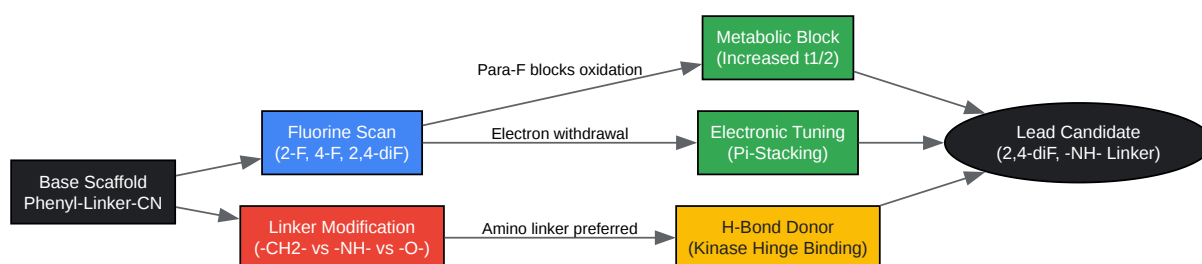 Metabolic Block
(Increased t1/2)
Para-F blocks oxidation
Fluorine Scan
(2-F, 4-F, 2,4-diF)
Electron withdrawal
Electronic Tuning
(Pi-Stacking)
Lead Candidate
(2,4-diF, -NH- Linker)
Base Scaffold
Phenyl-Linker-CN
Linker Modification
(-CH2- vs -NH- vs -O-)
Amino linker preferred
H-Bond Donor
(Kinase Hinge Binding)